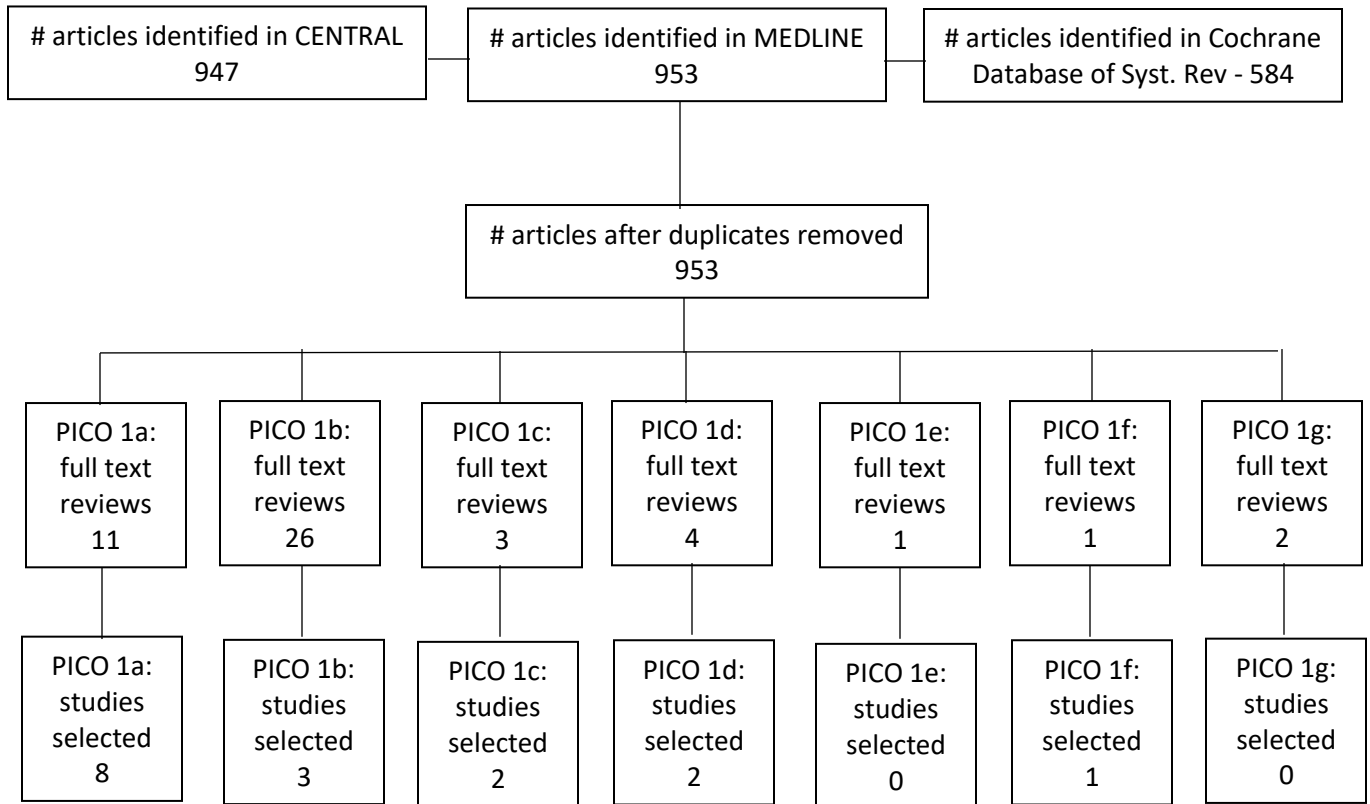 # articles identified in CENTRAL
947
# articles identified in MEDLINE
953
# articles identified in Cochrane
Database of Syst. Rev - 584
# articles after duplicates removed
953
PICO 1a:
full text
reviews
11
PICO 1b:
full text
reviews
26
PICO 1c:
full text
reviews
3
PICO 1d:
full text
reviews
4
PICO 1e:
full text
reviews
1
PICO 1f:
full text
reviews
1
PICO 1g:
full text
reviews
2
PICO 1a:
studies
selected
8
PICO 1b:
studies
selected
3
PICO 1c:
studies
selected
2
PICO 1d:
studies
selected
2
PICO 1e:
studies
selected
0
PICO 1f:
studies
selected
1
PICO 1g:
studies
selected
0